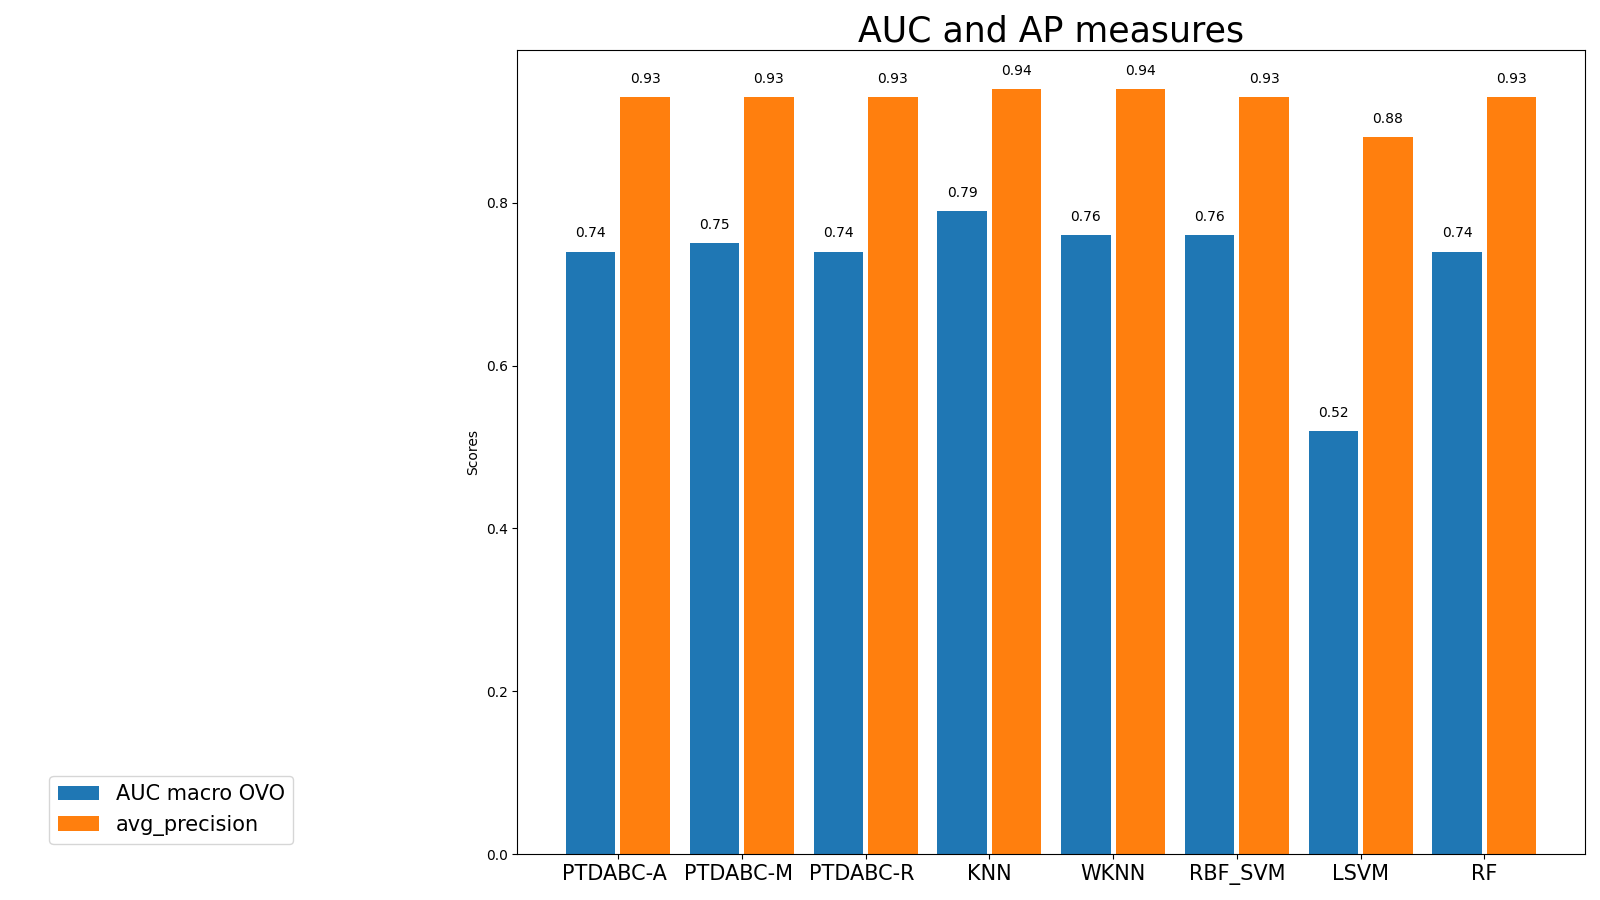 AUC and AP measures
0.93 0.93 0.93 0.94 0.94 0.93 0.88 0.93
0.74 0.75 0.74 0.79 0.76 0.76 0.52 0.74
0.8
0.6
0.4
0.2
0.0
Scores
PTDABC-A PTDABC-M PTDABC-R KNN WKNN RBF_SVM LSVM RF
AUC macro OVO
avg_precision